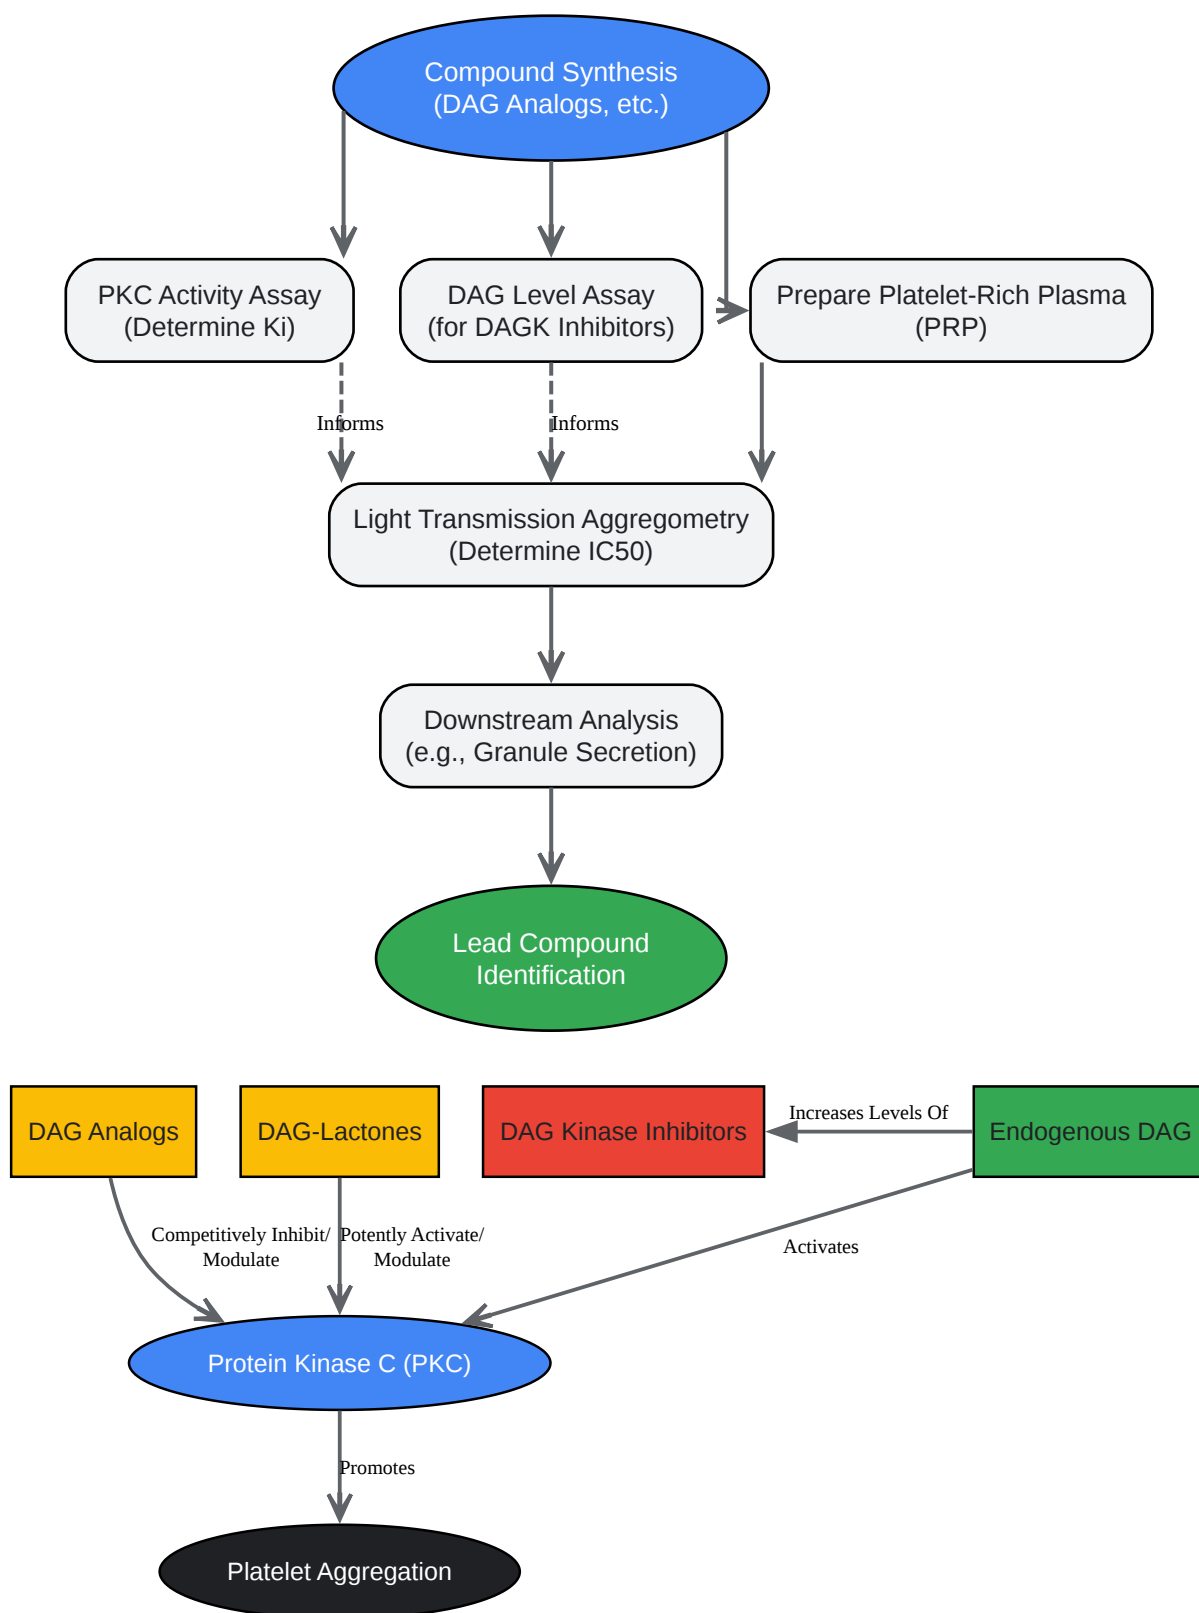 Compound Synthesis
(DAG Analogs, etc.)
PKC Activity Assay
(Determine Ki)
DAG Level Assay
(for DAGK Inhibitors)
Prepare Platelet-Rich Plasma
(PRP)
Informs
Informs
Light Transmission Aggregometry
(Determine IC50)
Downstream Analysis
(e.g., Granule Secretion)
Lead Compound
Identification
DAG Analogs
DAG-Lactones
DAG Kinase Inhibitors
Increases Levels Of
Endogenous DAG
Competitively Inhibit/
Modulate
Potently Activate/
Modulate
Activates
Protein Kinase C (PKC)
Promotes
Platelet Aggregation